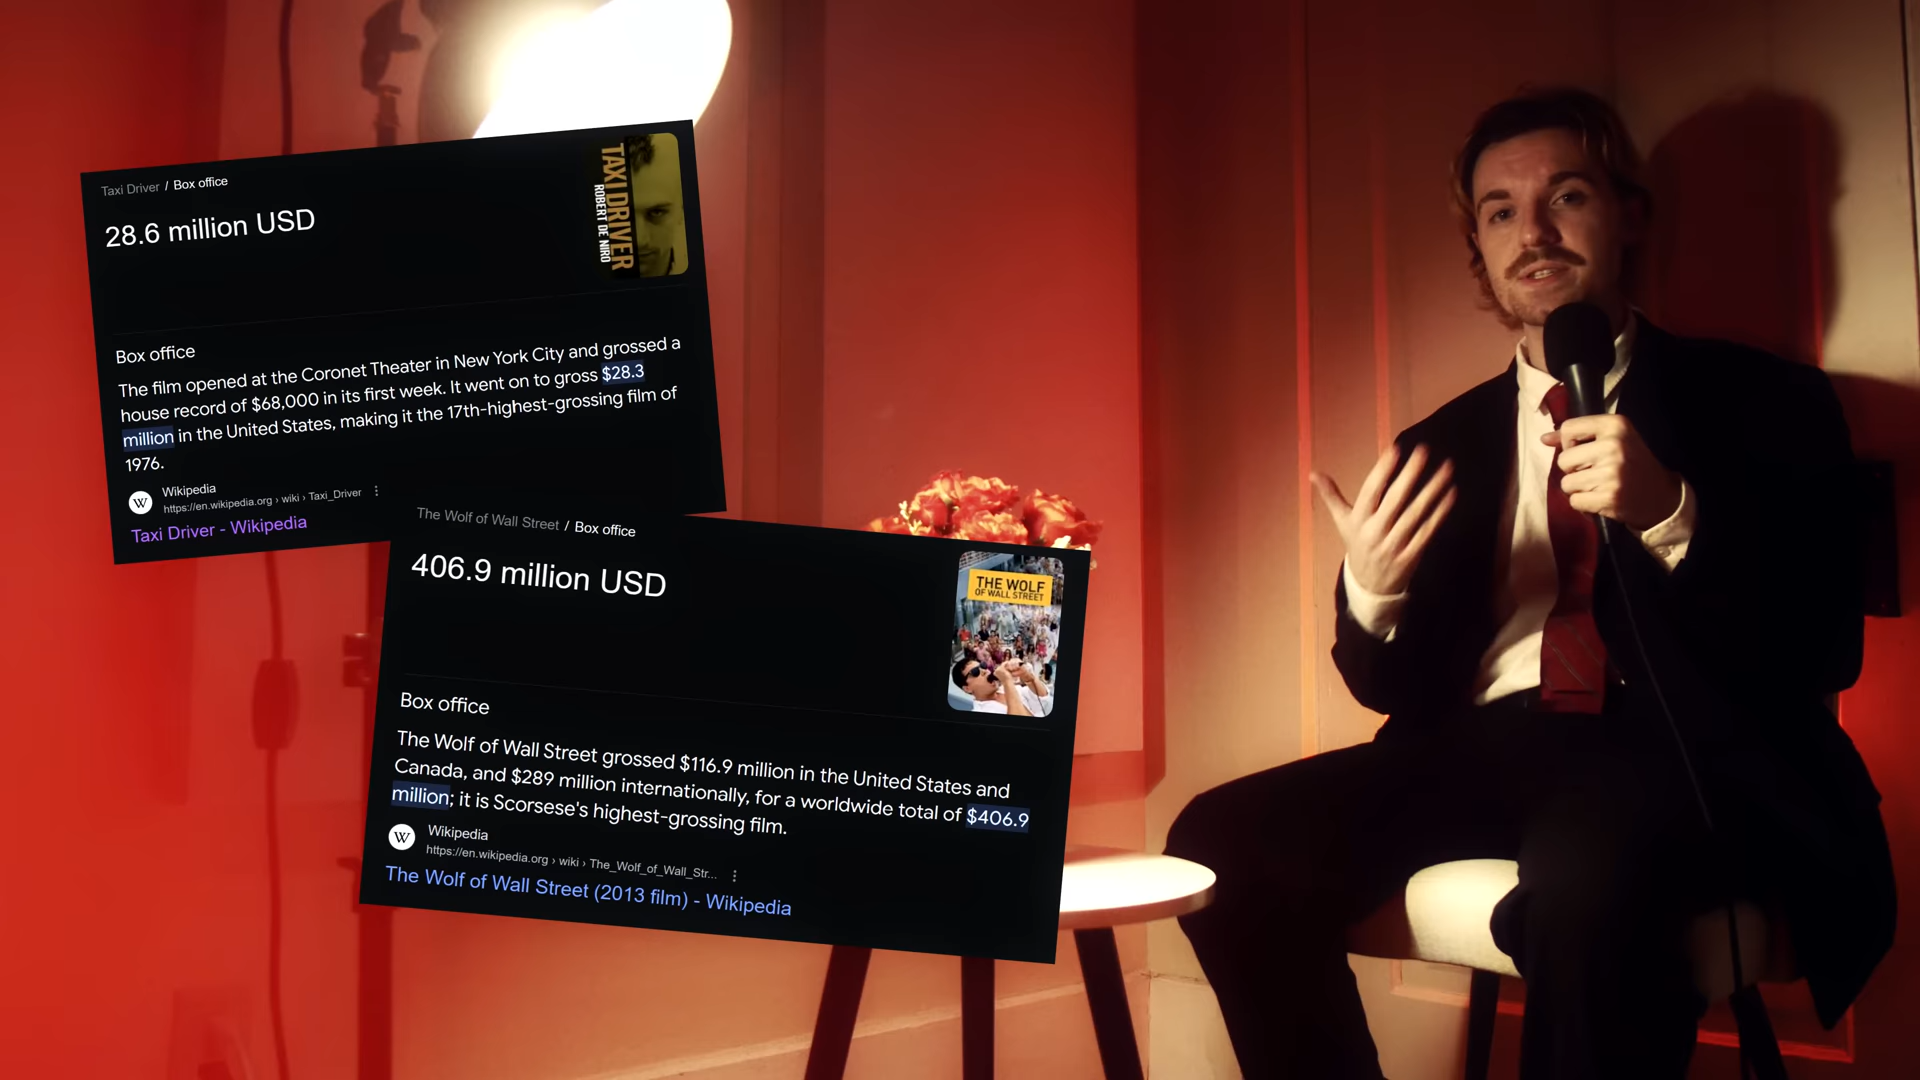 Taxi Driver / Box office
28.6 million USD
TAXI DRIVER
ROBERT DE NIRO
Box office
The film opened at the Coronet Theater in New York City and grossed a
house record of $68,000 in its first week. It went on to gross $28.3
million in the United States, making it the 17th-highest-grossing film of
1976.
W
Wikipedia
https://en.wikipedia.org › wiki › Taxi_Driver
Taxi Driver - Wikipedia
The Wolf of Wall Street / Box office
406.9 million USD
THE WOLF
OF WALL STREET
Box office
The Wolf of Wall Street grossed $116.9 million in the United States and
Canada, and $289 million internationally, for a worldwide total of $406.9
million; it is Scorsese's highest-grossing film.
W
Wikipedia
https://en.wikipedia.org › wiki › The_Wolf_of_Wall_Str...
The Wolf of Wall Street (2013 film) - Wikipedia